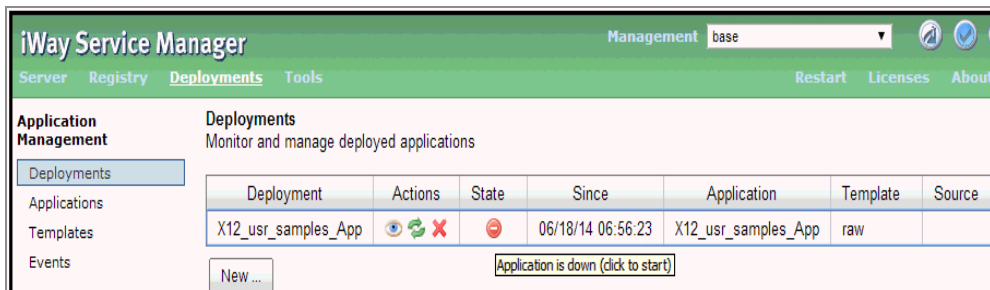 iWay Service Manager
Management base
Server Registry Deployments Tools
Restart Licenses About
Application Management
Deployments
Applications
Templates
Events
Deployments
Monitor and manage deployed applications
Deployment Actions State Since Application Template Source
X12_usr_samples_App 06/18/14 06:56:23 X12_usr_samples_App raw
Application is down (click to start)
New ...